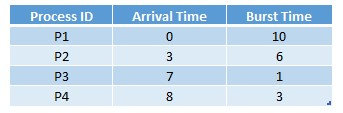 Process ID Arrival Time Burst Time
P1 0 10
P2 3 6
P3 7 1
P4 8 3